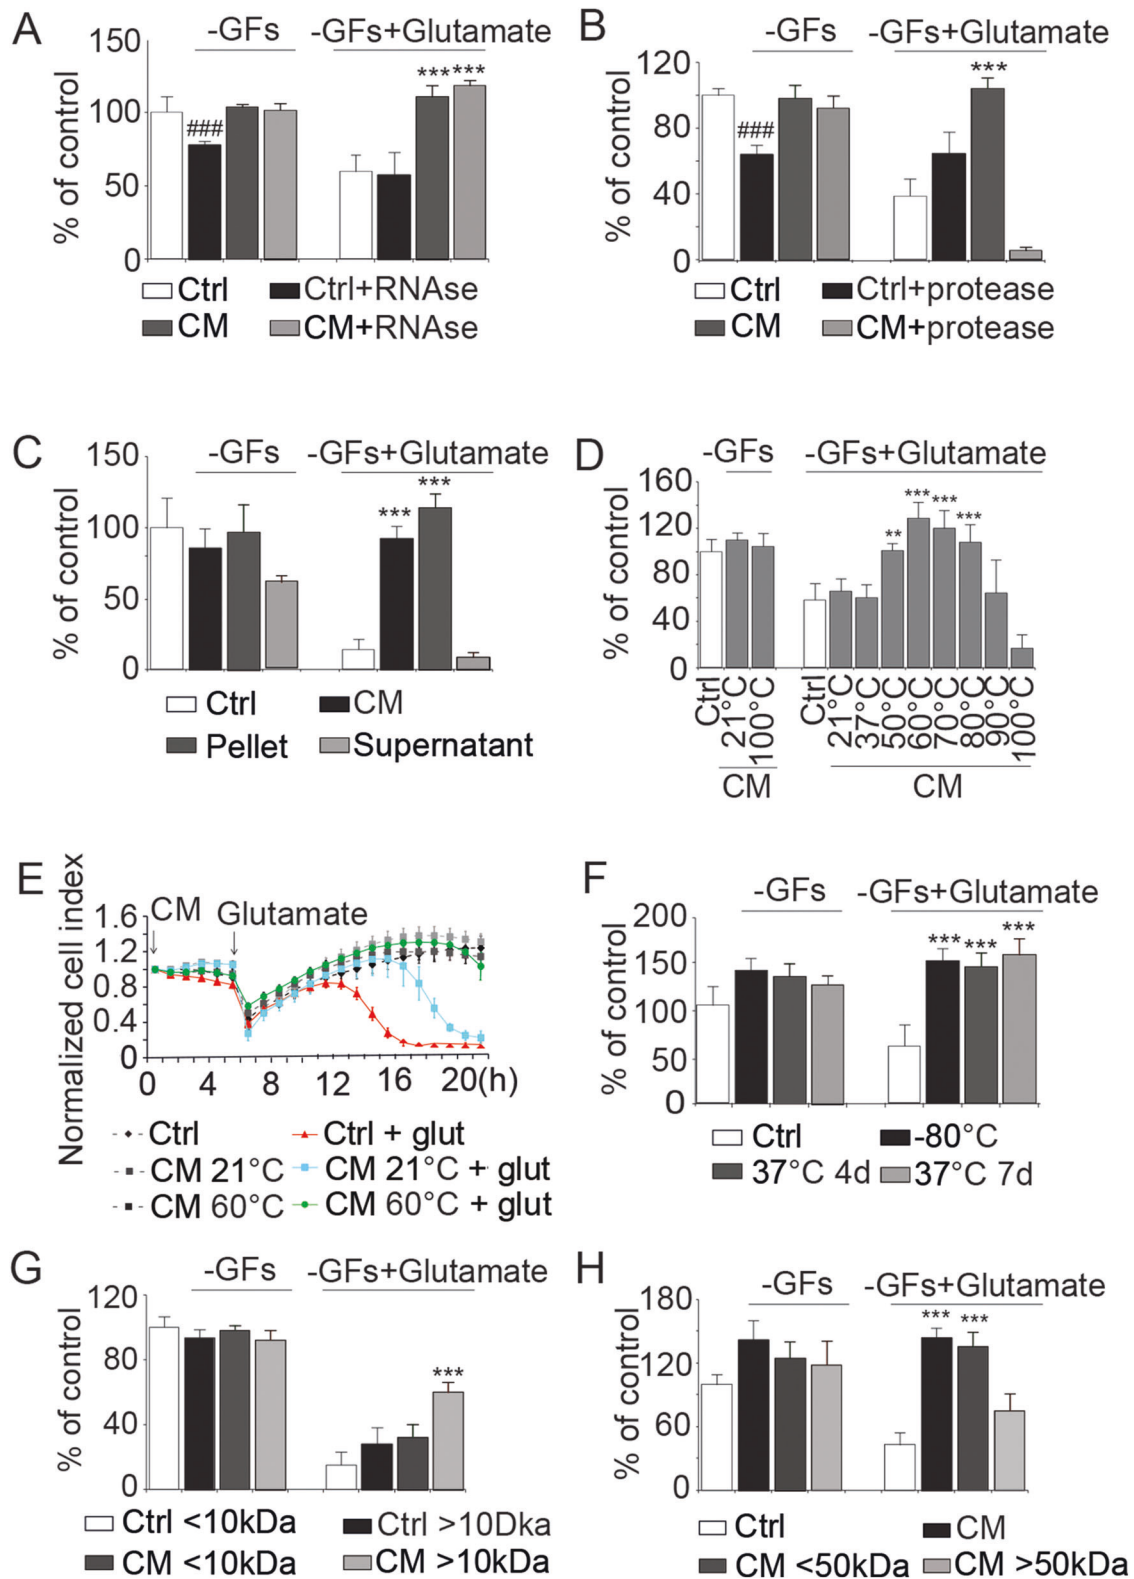 A
-GFs
-GFs+Glutamate
% of control
150
100
50
0
###
*** ***
Ctrl
Ctrl+RNAse
CM
CM+RNAse
B
-GFs
-GFs+Glutamate
% of control
120
80
40
0
###
***
Ctrl
Ctrl+protease
CM
CM+protease
C
-GFs
-GFs+Glutamate
% of control
150
100
50
0
***
***
Ctrl
CM
Pellet
Supernatant
D
-GFs
-GFs+Glutamate
% of control
160
120
80
40
0
**
***
***
***
Ctrl
21°C
100°C
CM
Ctrl
21°C
37°C
50°C
60°C
70°C
80°C
90°C
100°C
CM
E
Normalized cell index
CM
Glutamate
1.6
1.2
0.8
0.4
0
0 4 8 12 16 20(h)
Ctrl
Ctrl + glut
CM 21°C
CM 21°C + glut
CM 60°C
CM 60°C + glut
F
-GFs
-GFs+Glutamate
% of control
200
150
100
50
0
***
***
***
Ctrl
-80°C
37°C 4d
37°C 7d
G
-GFs
-GFs+Glutamate
% of control
120
80
40
0
***
Ctrl <10kDa
Ctrl >10Dka
CM <10kDa
CM >10kDa
H
-GFs
-GFs+Glutamate
% of control
180
120
60
0
***
***
Ctrl
CM
CM <50kDa
CM >50kDa